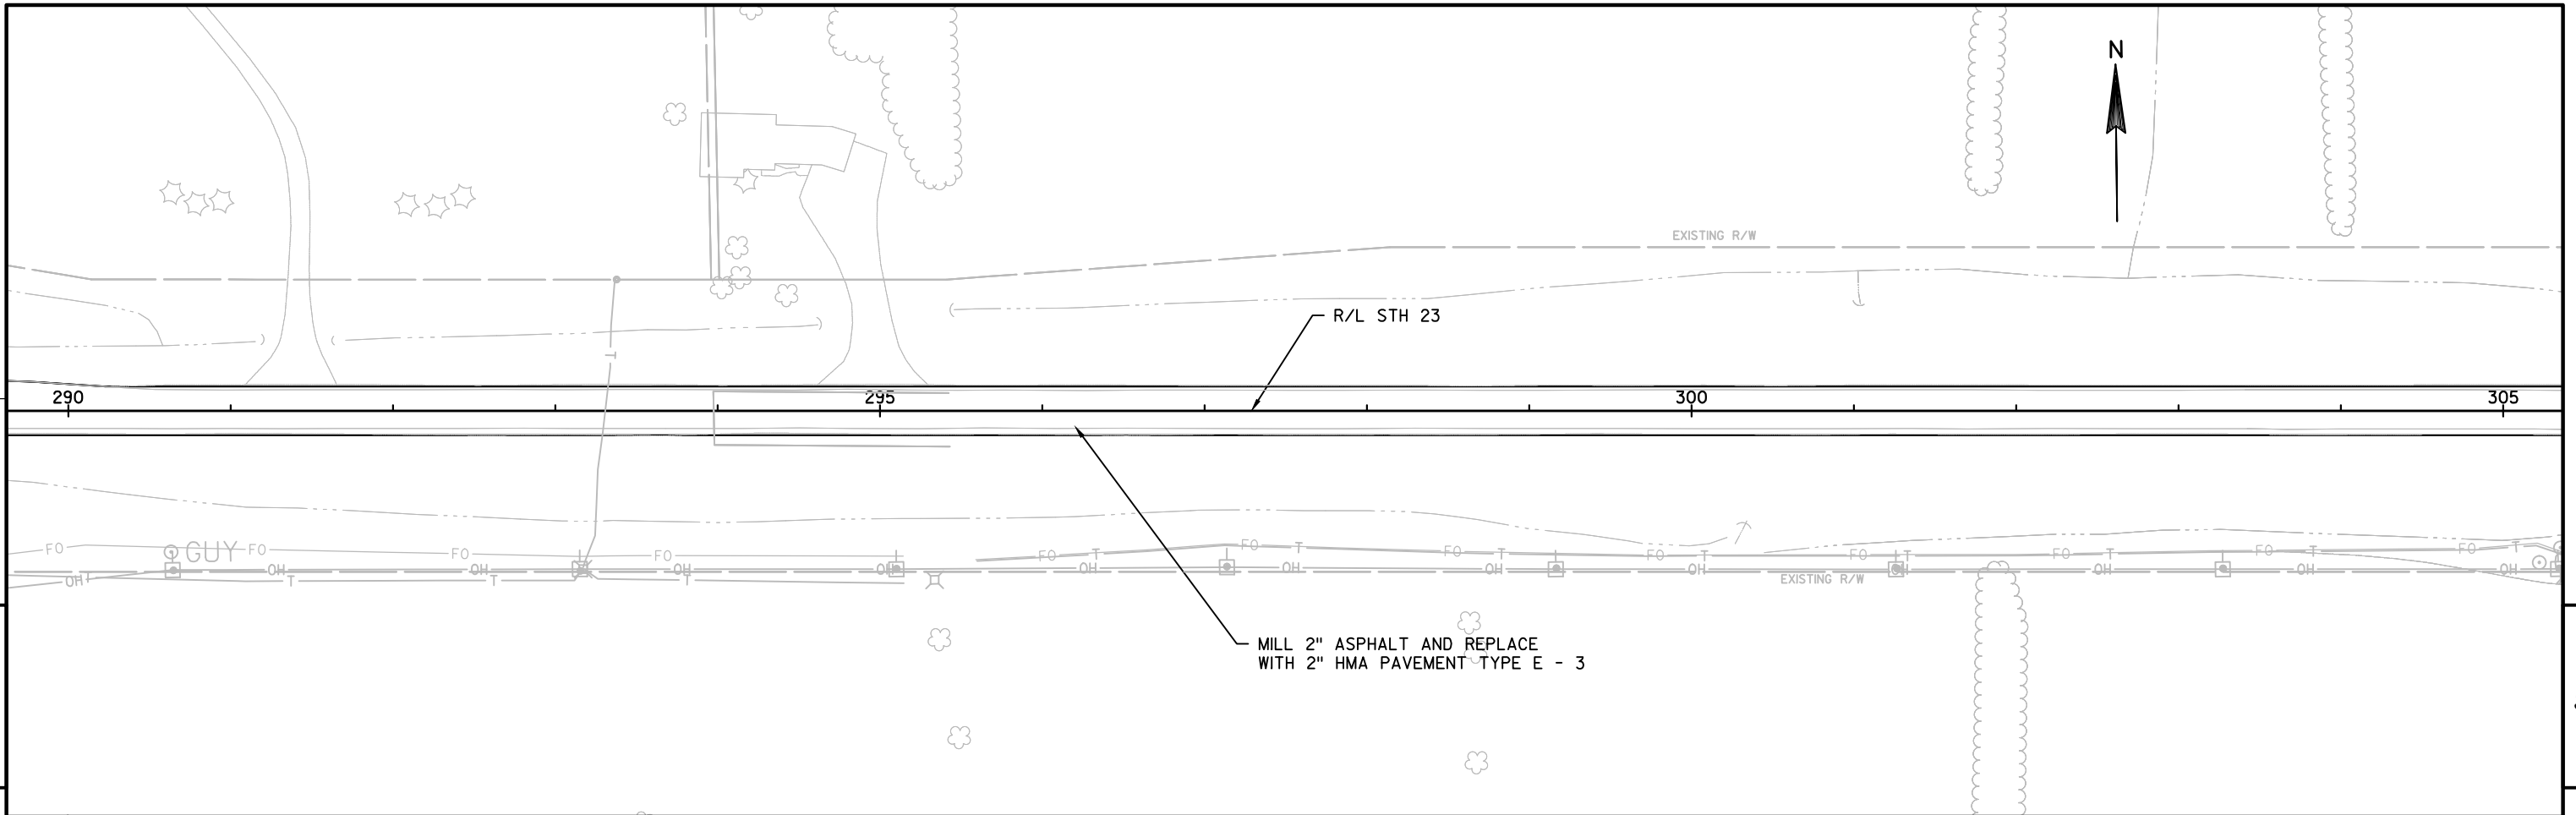 N
EXISTING R/W
R/L STH 23
290 295 300 305
T
FO GUY FO FO FO FO T FO T FO T FO T FO T FO T FO T FO T
OH T OH T OH T OH T OH OH OH OH OH OH OH OH OH
EXISTING R/W
MILL 2" ASPHALT AND REPLACE
WITH 2" HMA PAVEMENT TYPE E - 3